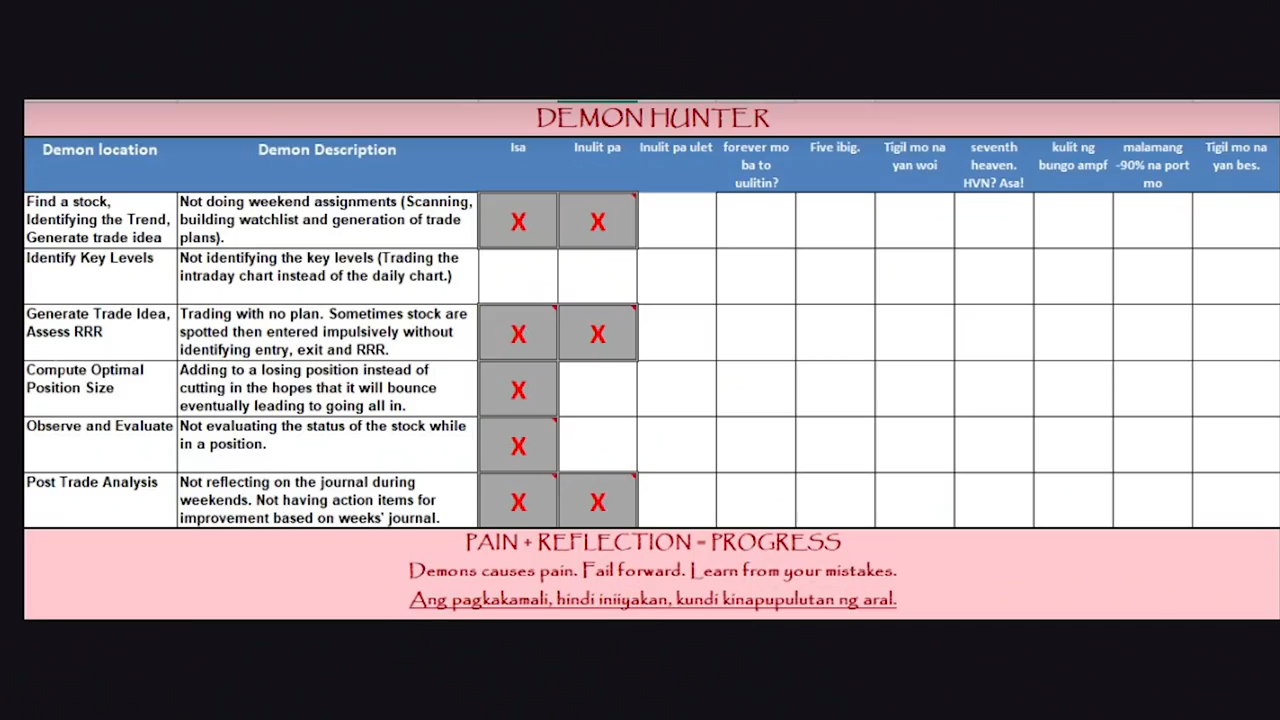 DEMON HUNTER
Demon location Demon Description Isa Inulit pa Inulit pa ulet forever mo ba to uulitin? Five ibig. Tigil mo na yan woi seventh heaven. HVN? Asa! kulit ng bungo ampf malamang -90% na port mo Tigil mo na yan bes.
Find a stock,
Identifying the Trend,
Generate trade idea
Not doing weekend assignments (Scanning,
building watchlist and generation of trade
plans).
X X
Identify Key Levels
Not identifying the key levels (Trading the
intraday chart instead of the daily chart.)
Generate Trade Idea,
Assess RRR
Trading with no plan. Sometimes stock are
spotted then entered impulsively without
identifying entry, exit and RRR.
X X
Compute Optimal
Position Size
Adding to a losing position instead of
cutting in the hopes that it will bounce
eventually leading to going all in.
X
Observe and Evaluate
Not evaluating the status of the stock while
in a position.
X
Post Trade Analysis
Not reflecting on the journal during
weekends. Not having action items for
improvement based on weeks' journal.
X X
PAIN + REFLECTION = PROGRESS
Demons causes pain. Fail forward. Learn from your mistakes.
Ang pagkakamali, hindi iniiyakan, kundi kinapupulutan ng aral.